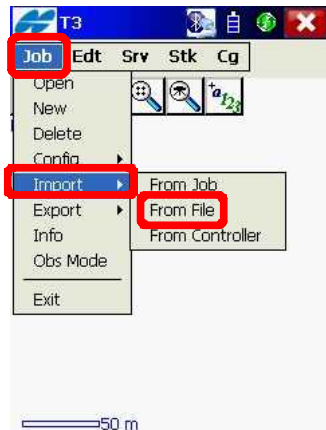 T3
Job Edt Srv Stk Cg
Open
New
Delete
Config
Import
From Job
Export
From File
Info
From Controller
Obs Mode
Exit
a123
50 m